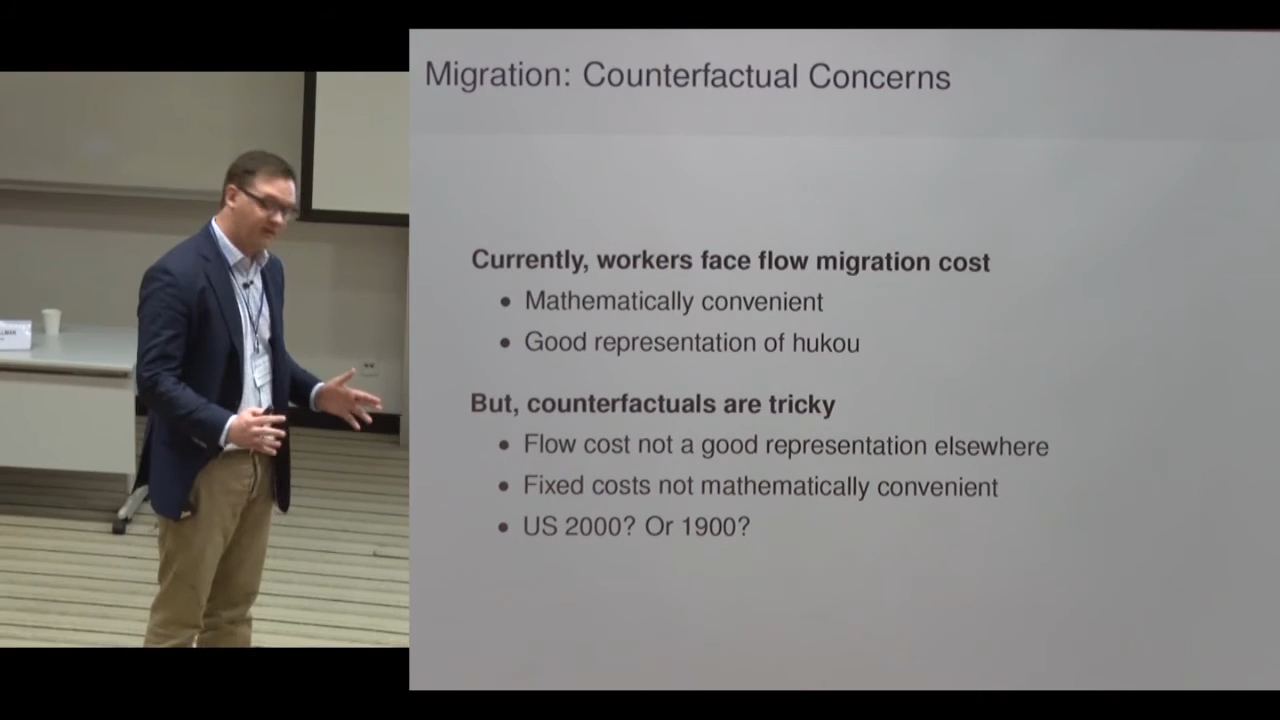 Migration: Counterfactual Concerns
Currently, workers face flow migration cost
• Mathematically convenient
• Good representation of hukou
But, counterfactuals are tricky
• Flow cost not a good representation elsewhere
• Fixed costs not mathematically convenient
• US 2000? Or 1900?